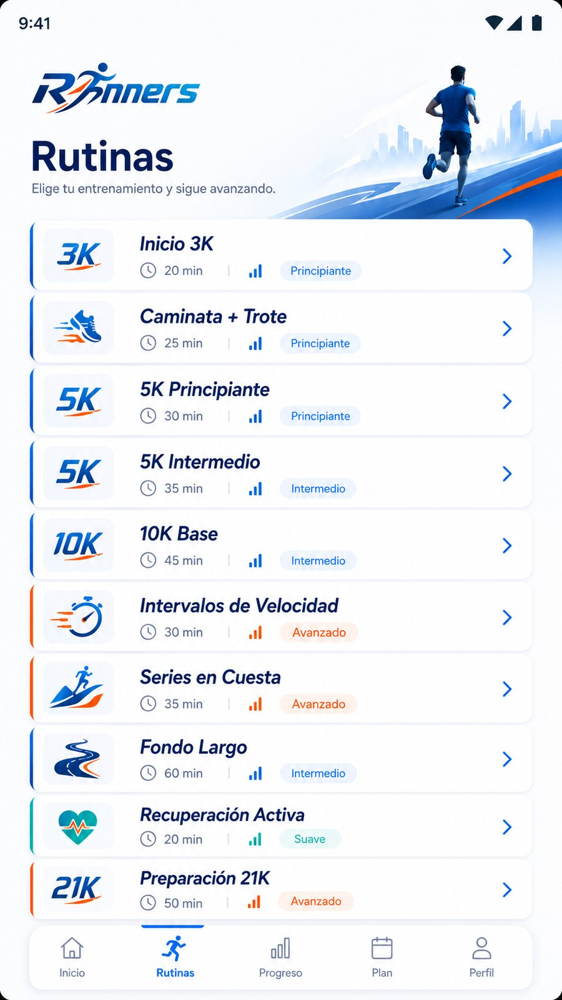 9:41
Runners
Rutinas
Elige tu entrenamiento y sigue avanzando.
3K
Inicio 3K
20 min
Principiante
Caminata + Trote
25 min
Principiante
5K
5K Principiante
30 min
Principiante
5K
5K Intermedio
35 min
Intermedio
10K
10K Base
45 min
Intermedio
Intervalos de Velocidad
30 min
Avanzado
Series en Cuesta
35 min
Avanzado
Fondo Largo
60 min
Intermedio
Recuperación Activa
20 min
Suave
21K
Preparación 21K
50 min
Avanzado
Inicio
Rutinas
Progreso
Plan
Perfil